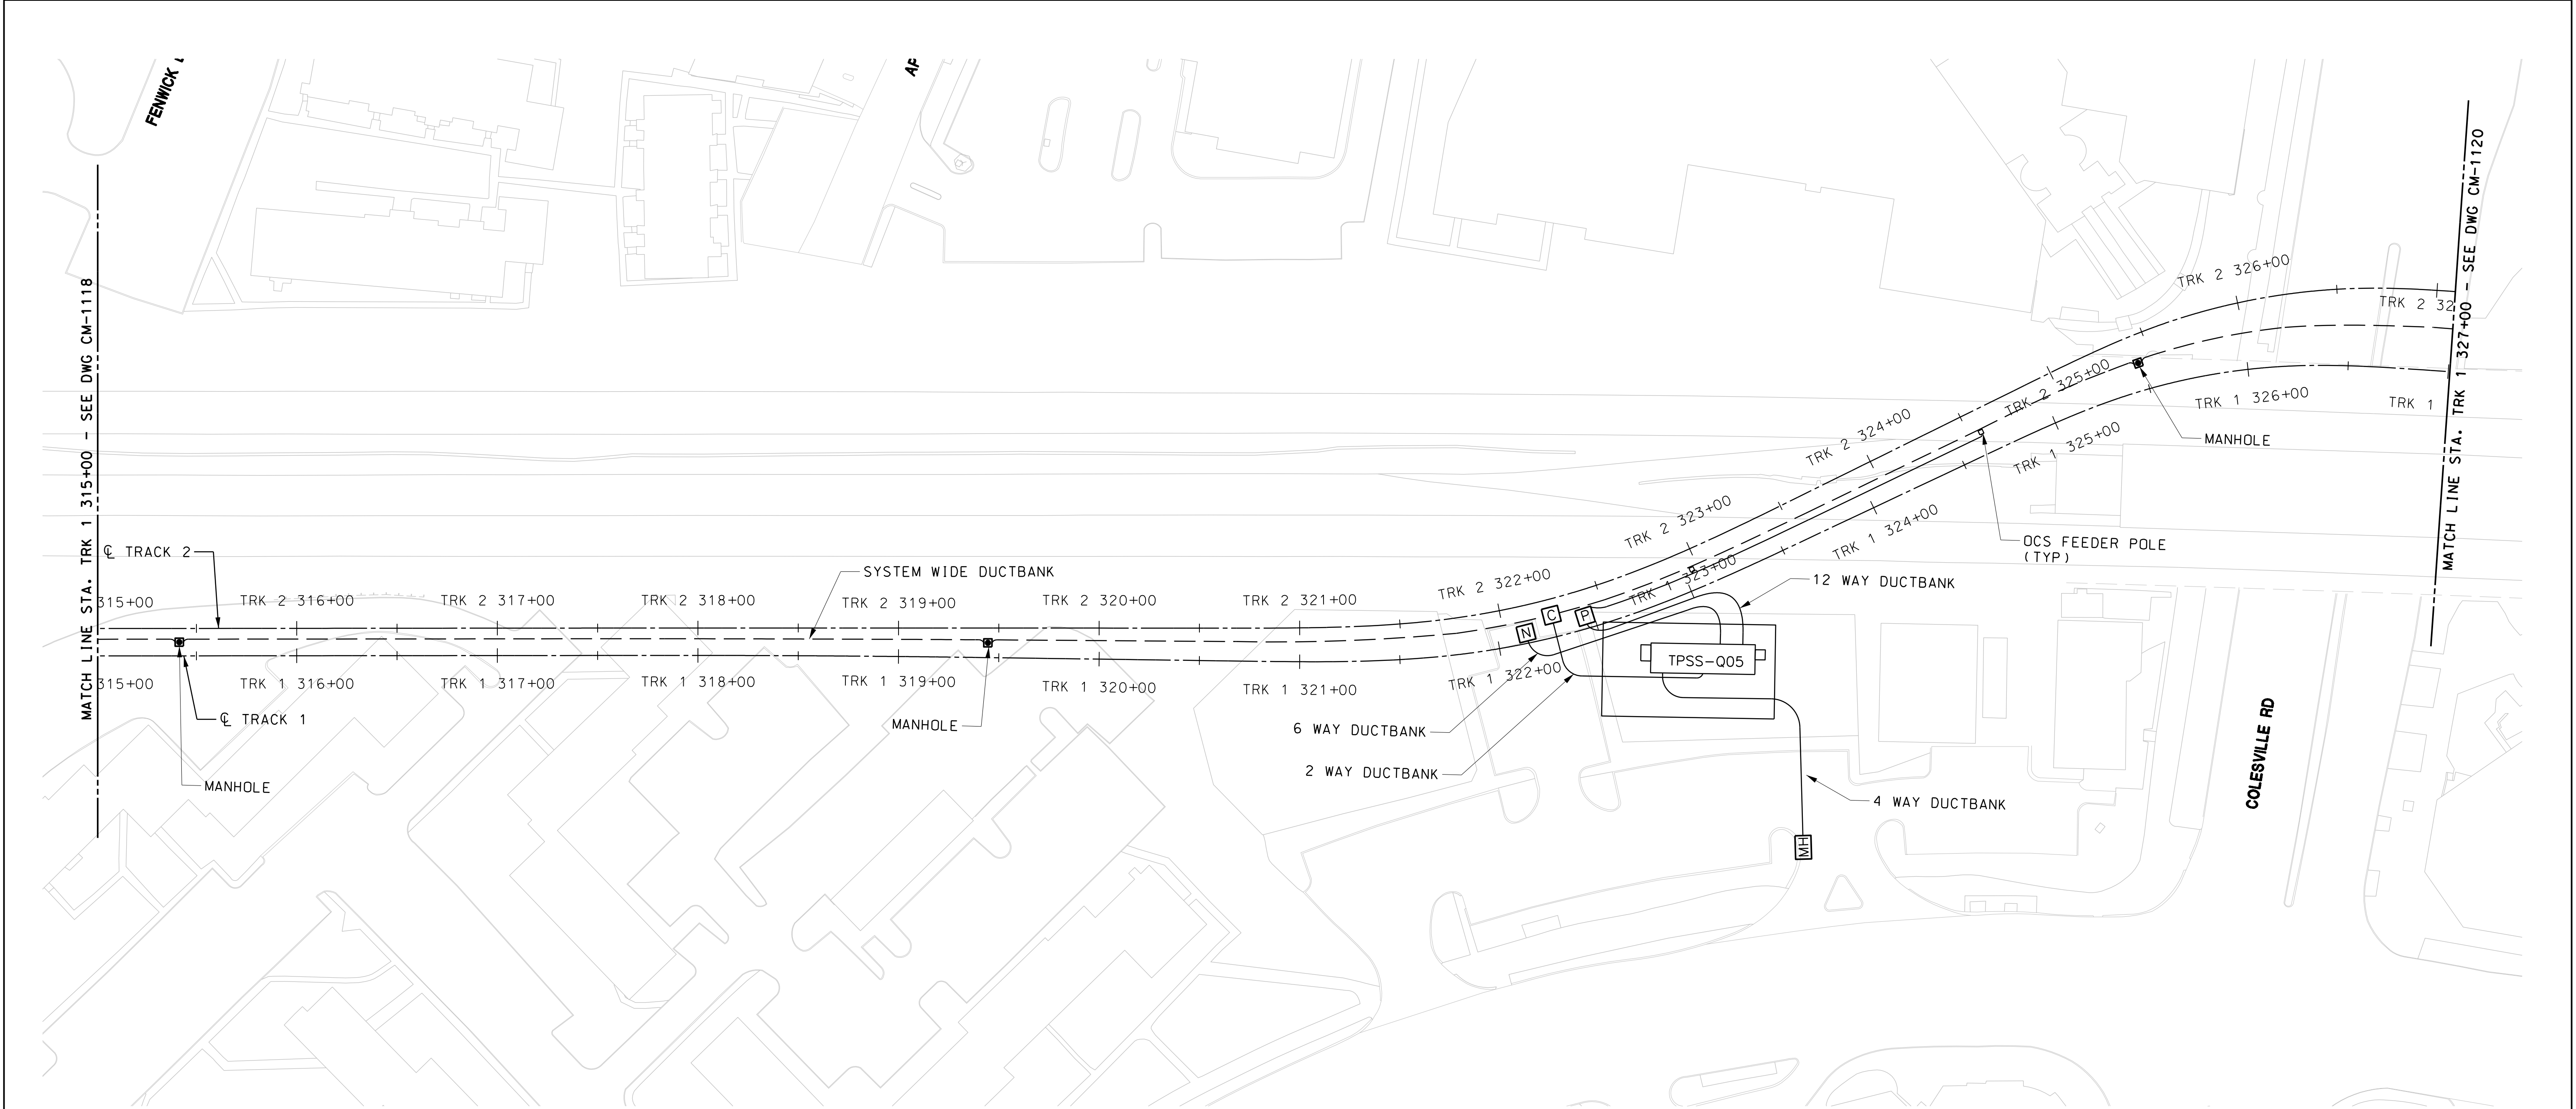 FENWICK
MATCH LINE STA. TRK 1 315+00 - SEE DWG CM-1118
MATCH LINE STA. TRK 1 327+00 - SEE DWG CM-1120
TRK 2 326+00
TRK 2 32
TRK 2 325+00
TRK 1 326+00
TRK 1
TRK 2 324+00
TRK 1 325+00
MANHOLE
TRK 2 323+00
TRK 1 324+00
OCS FEEDER POLE
(TYP)
℄ TRACK 2
SYSTEM WIDE DUCTBANK
TRK 2 322+00
TRK 1 323+00
12 WAY DUCTBANK
315+00
TRK 2 316+00
TRK 2 317+00
TRK 2 318+00
TRK 2 319+00
TRK 2 320+00
TRK 2 321+00
N
C
P
TPSS-Q05
315+00
TRK 1 316+00
TRK 1 317+00
TRK 1 318+00
TRK 1 319+00
TRK 1 320+00
TRK 1 321+00
TRK 1 322+00
℄ TRACK 1
MANHOLE
6 WAY DUCTBANK
2 WAY DUCTBANK
MANHOLE
4 WAY DUCTBANK
MH
COLESVILLE RD